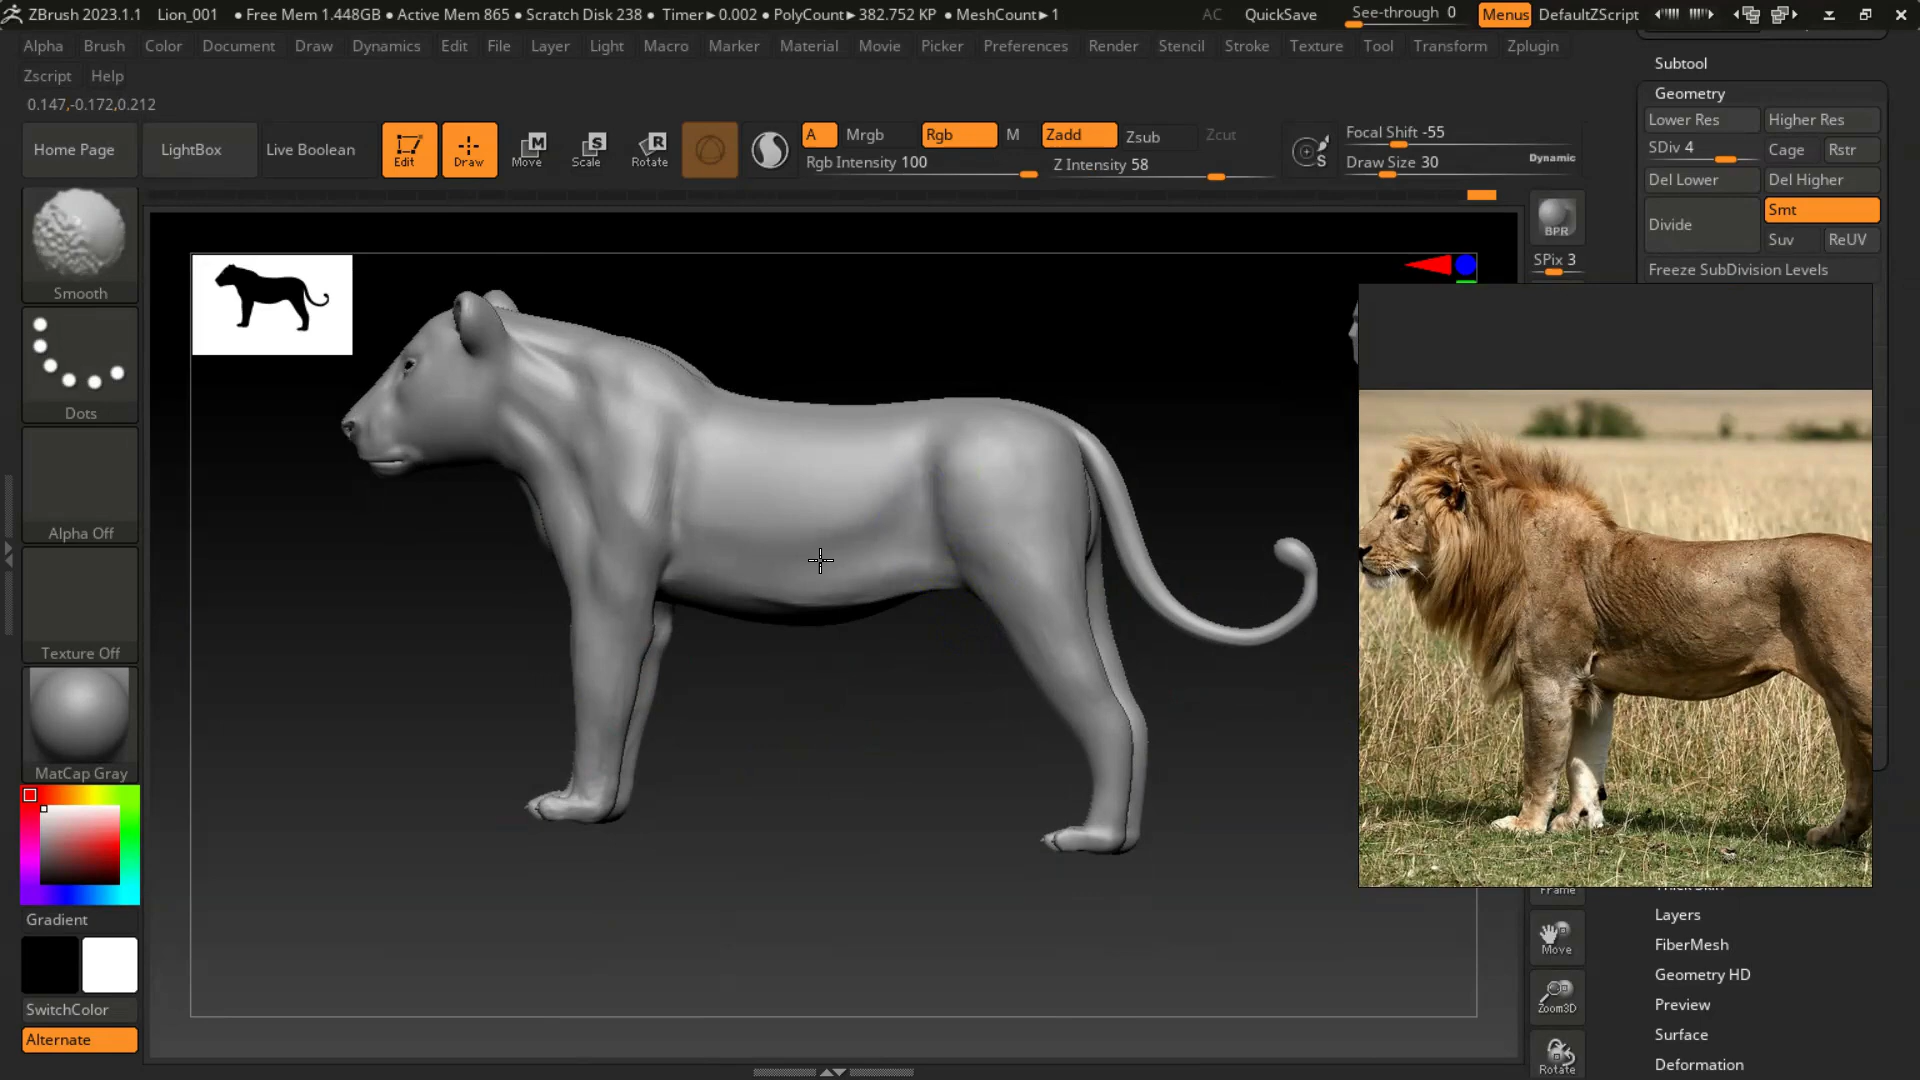 ZBrush 2023.1.1 Lion_001 ● Free Mem 1.448GB ● Active Mem 865 ● Scratch Disk 238 ● Timer►0.002 ● PolyCount►382.752 KP ● MeshCount►1 AC QuickSave See-through 0 Menus DefaultZScript
Alpha Brush Color Document Draw Dynamics Edit File Layer Light Macro Marker Material Movie Picker Preferences Render Stencil Stroke Texture Tool Transform Zplugin
Zscript Help
0.147,-0.172,0.212
Home Page LightBox Live Boolean Edit Draw Move Scale Rotate
A Mrgb Rgb M Zadd Zsub Zcut
Rgb Intensity 100 Z Intensity 58
S
Focal Shift -55
Draw Size 30 Dynamic
Smooth
Dots
Alpha Off
Texture Off
MatCap Gray
Gradient
SwitchColor
Alternate
BPR
SPix 3
Frame
Move
Zoom3D
Rotate
Subtool
Geometry
Lower Res Higher Res
SDiv 4 Cage Rstr
Del Lower Del Higher
Divide Smt
Suv ReUV
Freeze SubDivision Levels
Layers
FiberMesh
Geometry HD
Preview
Surface
Deformation